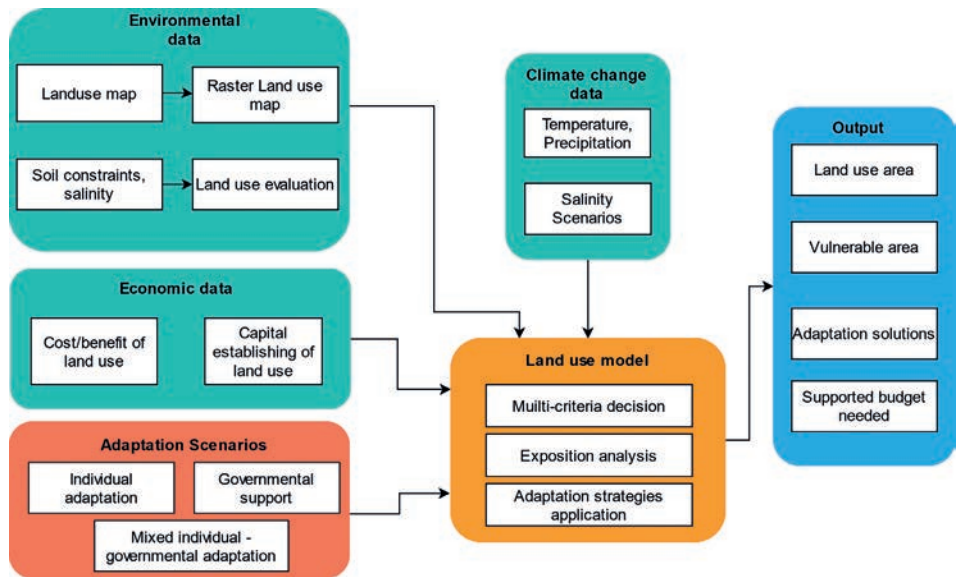 Environmental
data
Landuse map
Raster Land use
map
Soil constraints,
salinity
Land use evaluation
Climate change
data
Temperature,
Precipitation
Salinity
Scenarios
Output
Land use area
Vulnerable area
Adaptation solutions
Supported budget
needed
Economic data
Cost/benefit of
land use
Capital
establishing of
land use
Land use model
Muilti-criteria decision
Exposition analysis
Adaptation strategies
application
Adaptation Scenarios
Individual
adaptation
Governmental
support
Mixed individual -
governmental adaptation